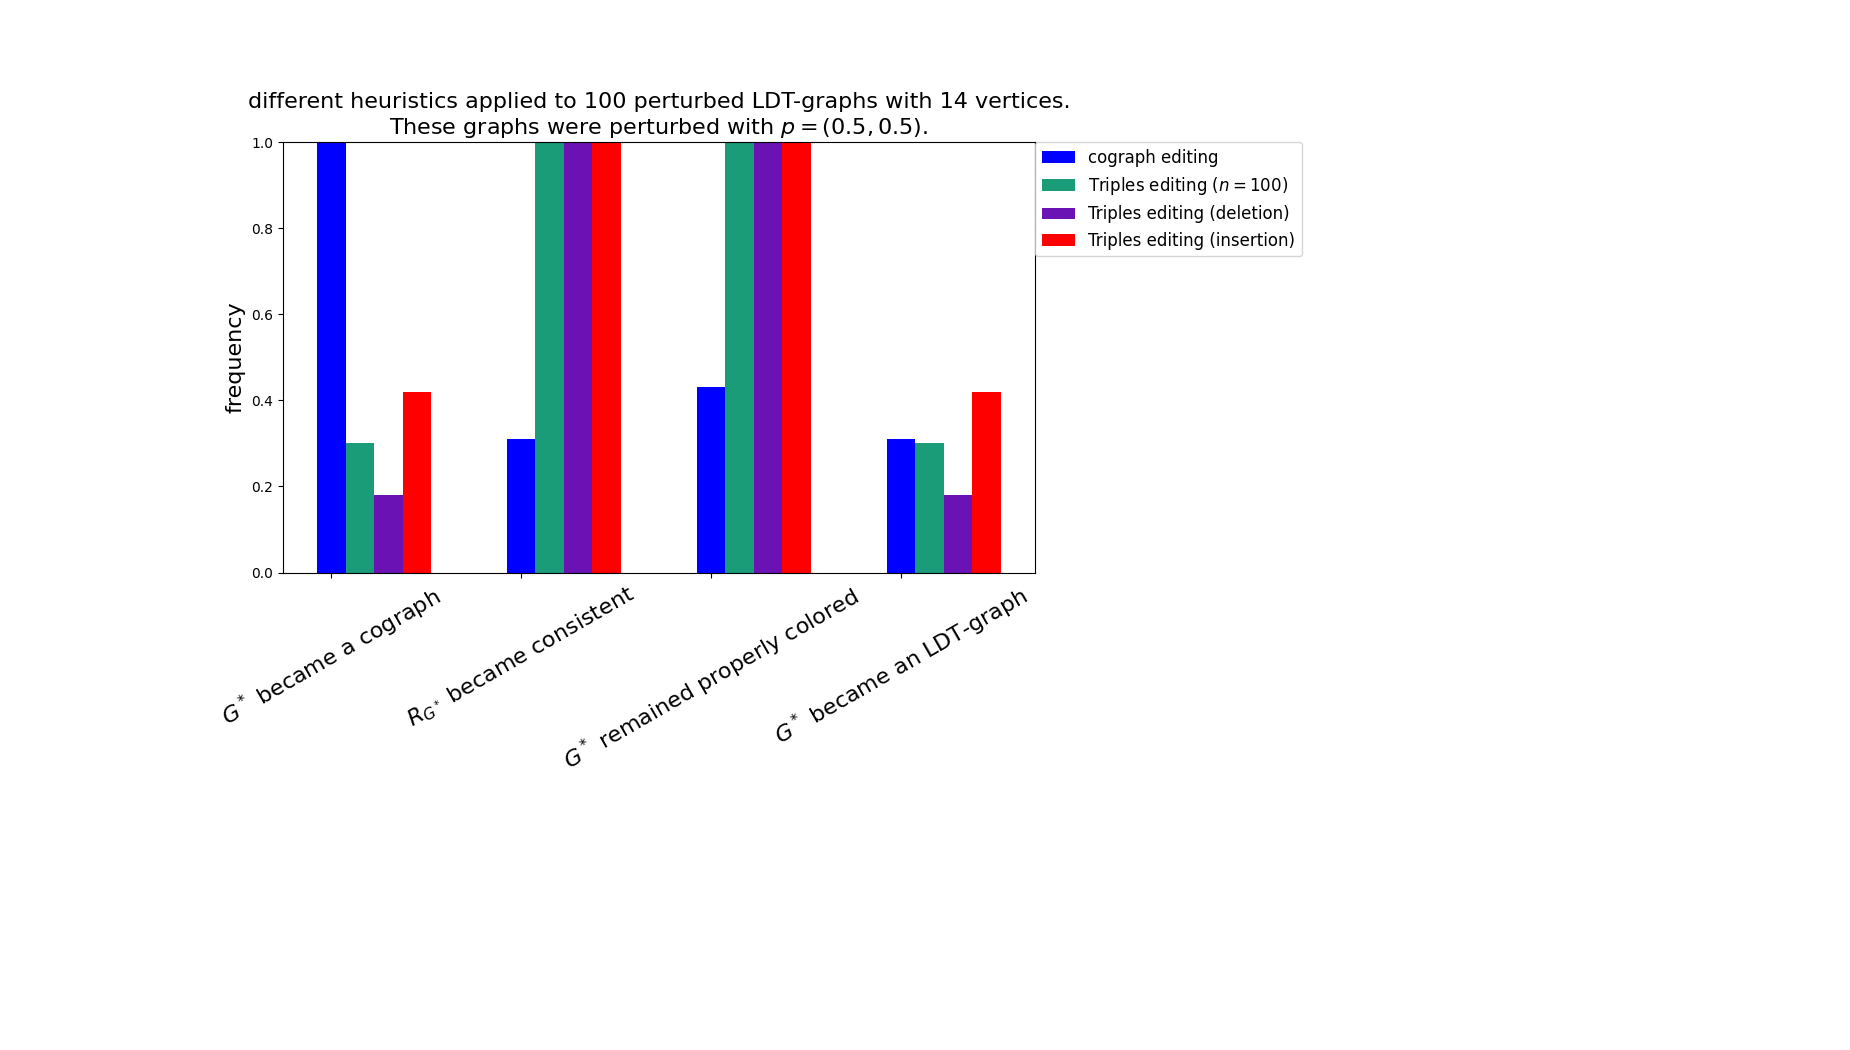 different heuristics applied to 100 perturbed LDT-graphs with 14 vertices.
These graphs were perturbed with p = (0.5, 0.5).
1.0
0.8
0.6
0.4
0.2
0.0
frequency
cograph editing
Triples editing (n = 100)
Triples editing (deletion)
Triples editing (insertion)
G* became a cograph
R_{G*} became consistent
G* remained properly colored
G* became an LDT-graph